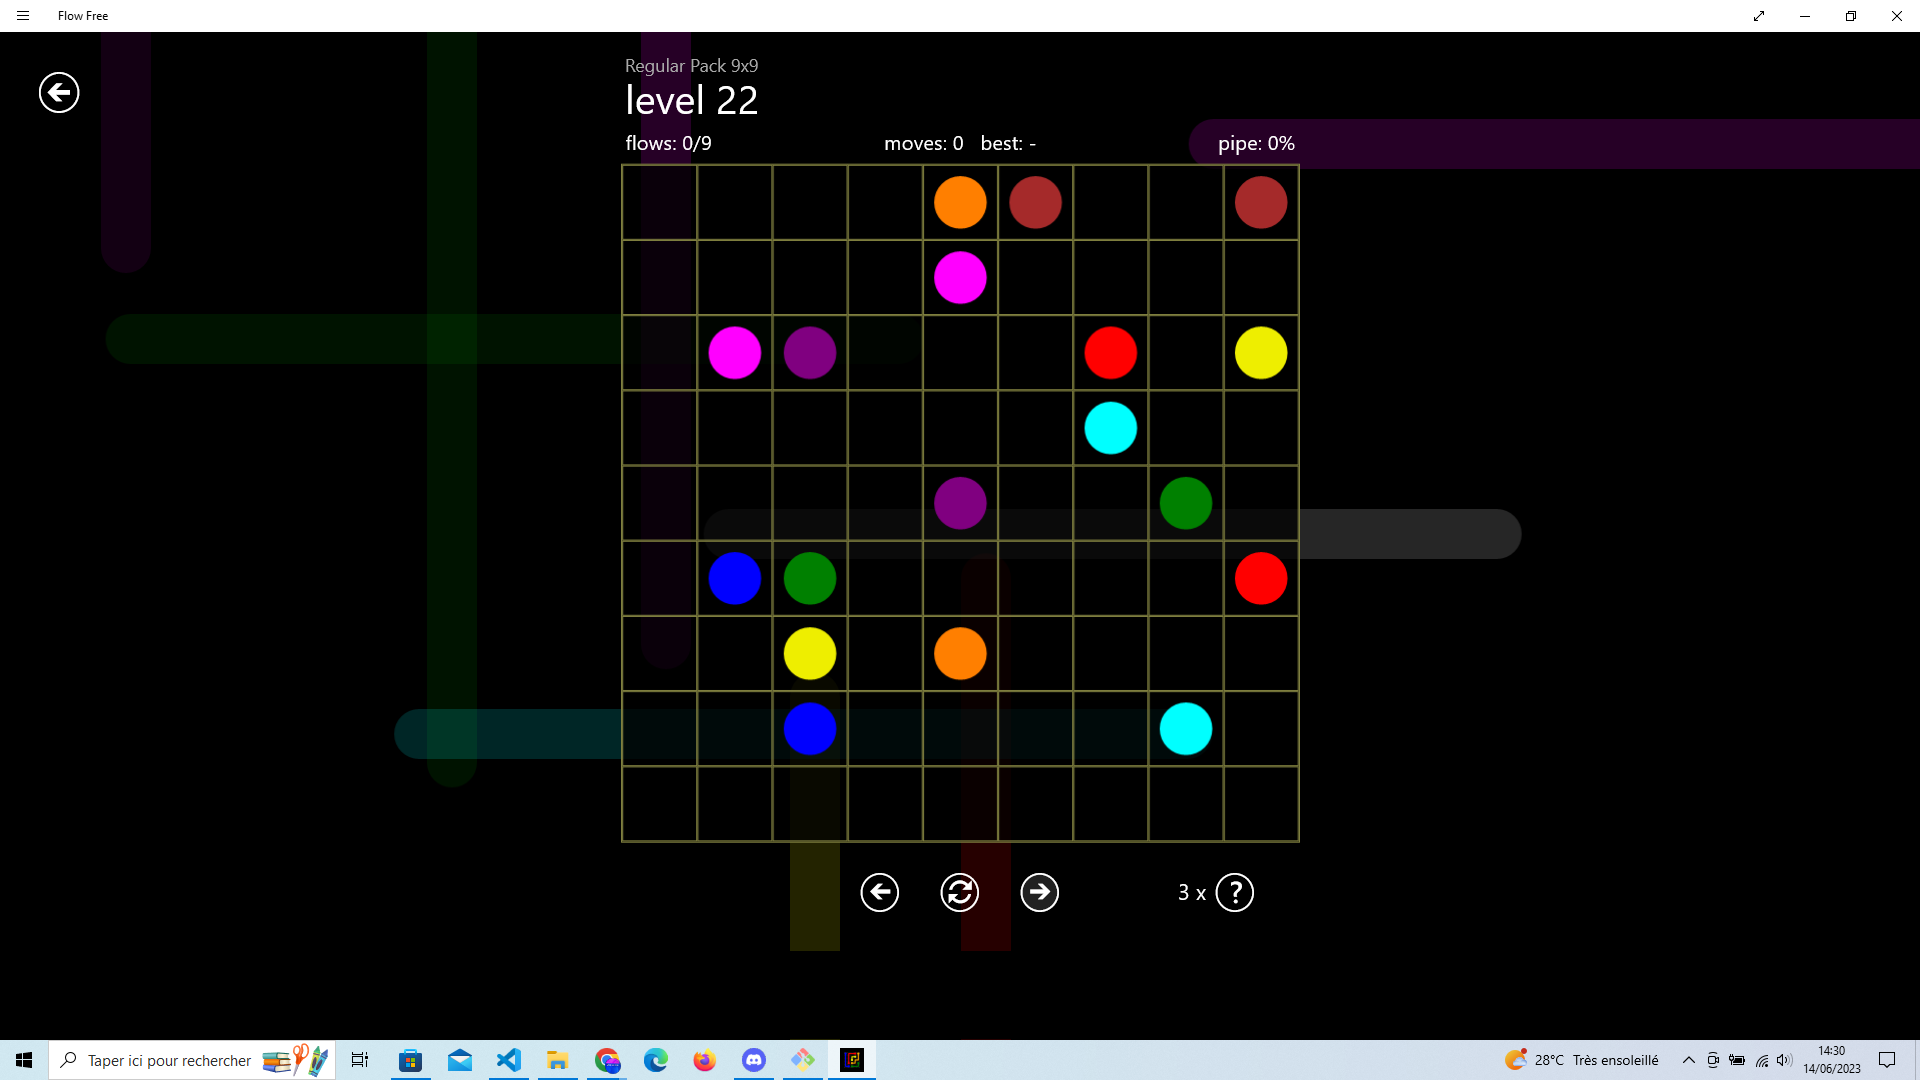 Flow Free
Regular Pack 9x9
level 22
flows: 0/9
moves: 0 best: -
pipe: 0%
3 x ?
Taper ici pour rechercher
28°C Très ensoleillé
14:30
14/06/2023